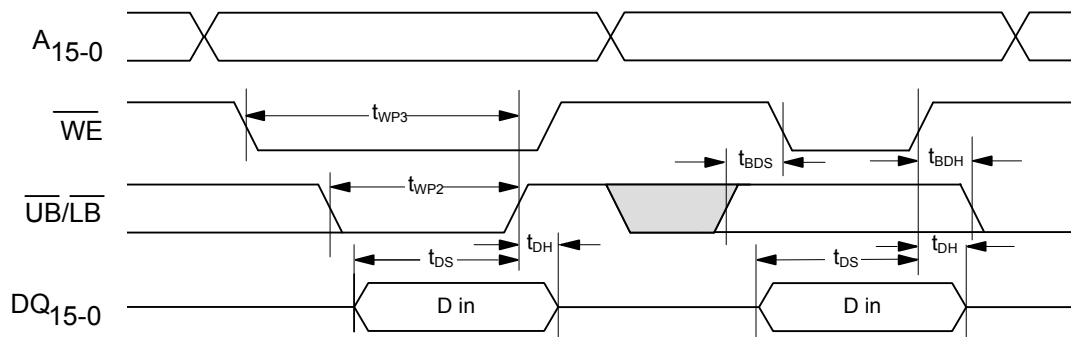 A15-0
WE
tWP3
tBDS
tBDH
UB/LB
tWP2
tDH
tDH
tDS
tDS
DQ15-0
D in
D in